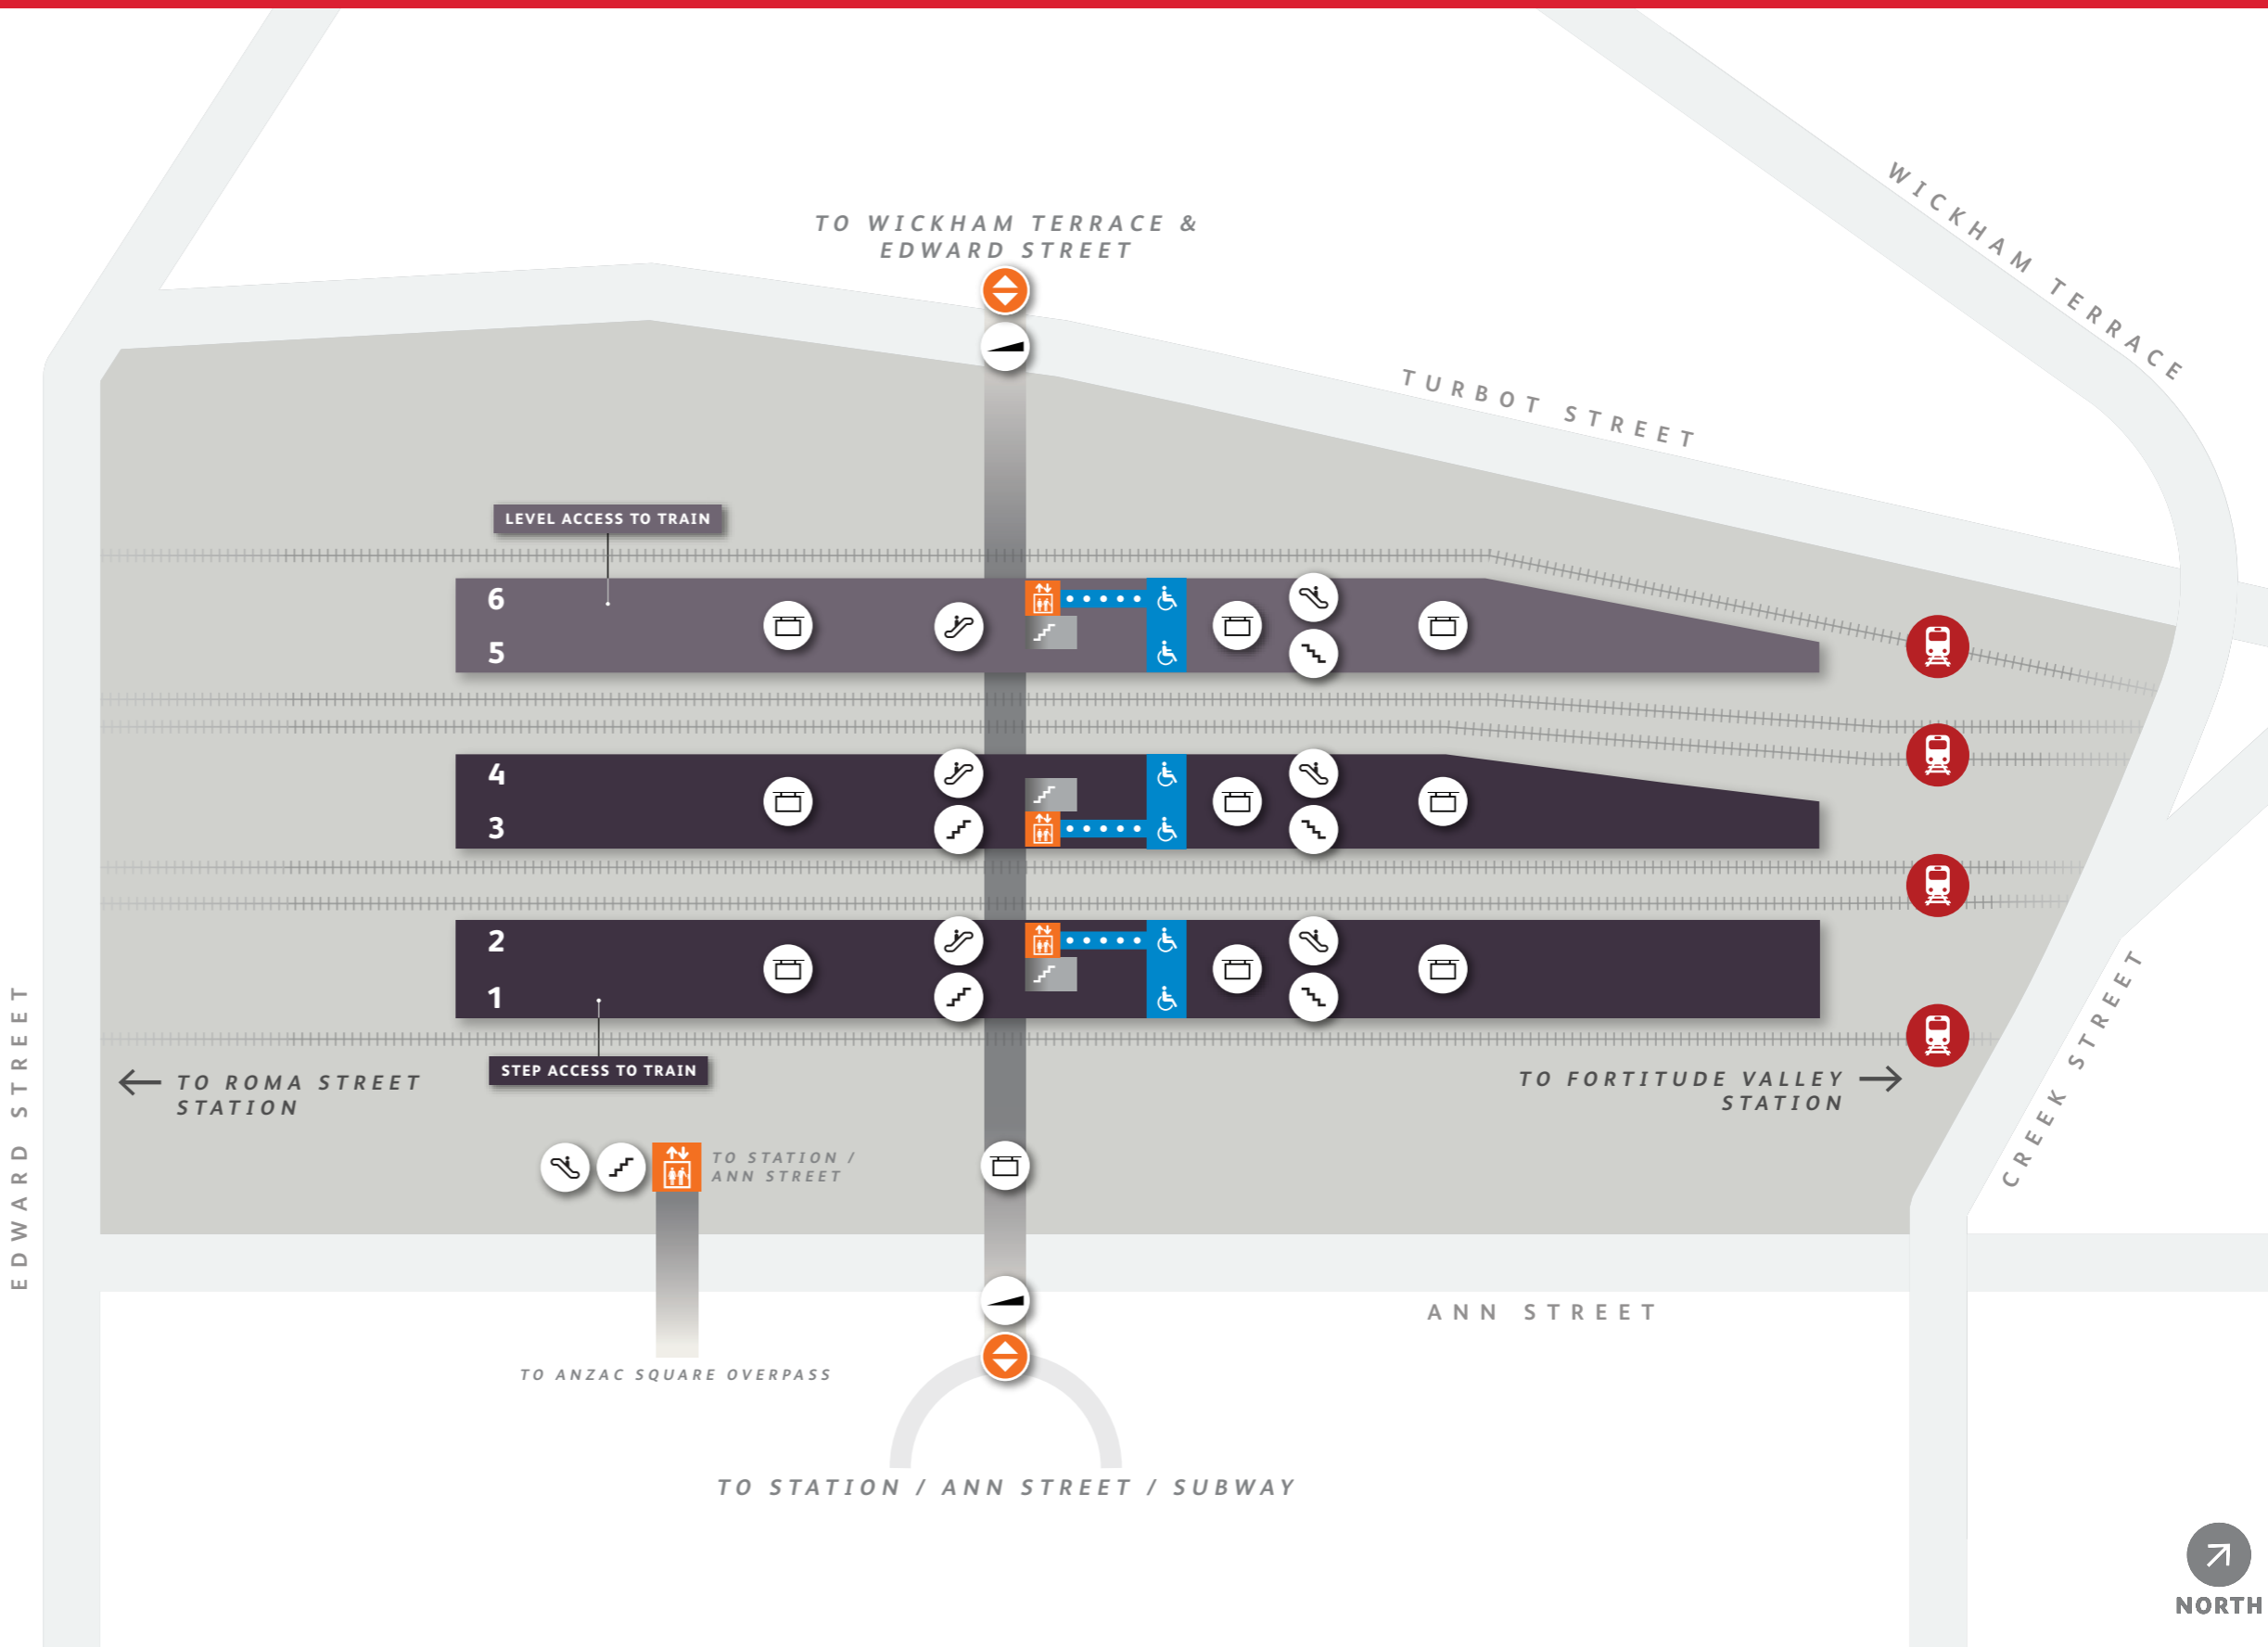 WICKHAM TERRACE
TO WICKHAM TERRACE &
EDWARD STREET
TURBOT STREET
LEVEL ACCESS TO TRAIN
6
5
4
3
2
1
STEP ACCESS TO TRAIN
TO ROMA STREET
STATION
TO FORTITUDE VALLEY
STATION
EDWARD STREET
CREEK STREET
TO STATION /
ANN STREET
ANN STREET
TO ANZAC SQUARE OVERPASS
TO STATION / ANN STREET / SUBWAY
NORTH